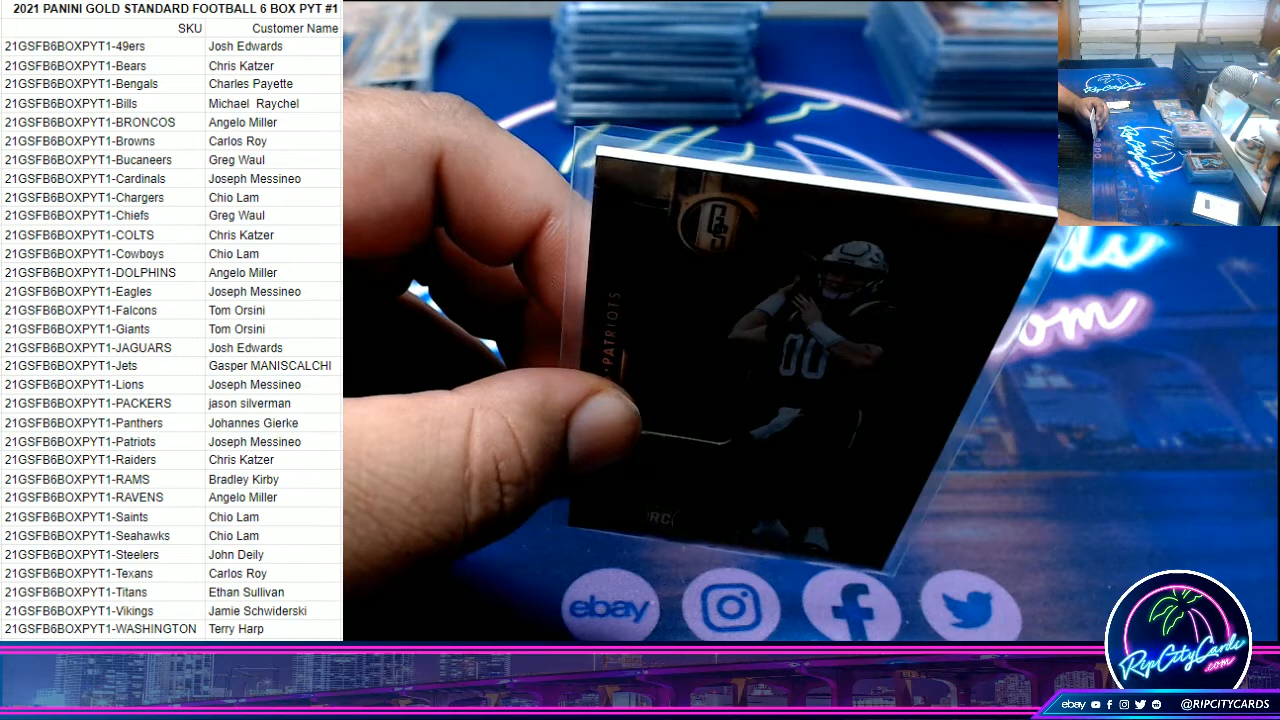 2021 PANINI GOLD STANDARD FOOTBALL 6 BOX PYT #1
SKU Customer Name
21GSFB6BOXPYT1-49ers Josh Edwards
21GSFB6BOXPYT1-Bears Chris Katzer
21GSFB6BOXPYT1-Bengals Charles Payette
21GSFB6BOXPYT1-Bills Michael Raychel
21GSFB6BOXPYT1-BRONCOS Angelo Miller
21GSFB6BOXPYT1-Browns Carlos Roy
21GSFB6BOXPYT1-Bucaneers Greg Waul
21GSFB6BOXPYT1-Cardinals Joseph Messineo
21GSFB6BOXPYT1-Chargers Chio Lam
21GSFB6BOXPYT1-Chiefs Greg Waul
21GSFB6BOXPYT1-COLTS Chris Katzer
21GSFB6BOXPYT1-Cowboys Chio Lam
21GSFB6BOXPYT1-DOLPHINS Angelo Miller
21GSFB6BOXPYT1-Eagles Joseph Messineo
21GSFB6BOXPYT1-Falcons Tom Orsini
21GSFB6BOXPYT1-Giants Tom Orsini
21GSFB6BOXPYT1-JAGUARS Josh Edwards
21GSFB6BOXPYT1-Jets Gasper MANISCALCHI
21GSFB6BOXPYT1-Lions Joseph Messineo
21GSFB6BOXPYT1-PACKERS jason silverman
21GSFB6BOXPYT1-Panthers Johannes Gierke
21GSFB6BOXPYT1-Patriots Joseph Messineo
21GSFB6BOXPYT1-Raiders Chris Katzer
21GSFB6BOXPYT1-RAMS Bradley Kirby
21GSFB6BOXPYT1-RAVENS Angelo Miller
21GSFB6BOXPYT1-Saints Chio Lam
21GSFB6BOXPYT1-Seahawks Chio Lam
21GSFB6BOXPYT1-Steelers John Deily
21GSFB6BOXPYT1-Texans Carlos Roy
21GSFB6BOXPYT1-Titans Ethan Sullivan
21GSFB6BOXPYT1-Vikings Jamie Schwiderski
21GSFB6BOXPYT1-WASHINGTON Terry Harp
GS
PATRIOTS
00
RC
ebay
RipCityCards
.com
ebay @RIPCITYCARDS